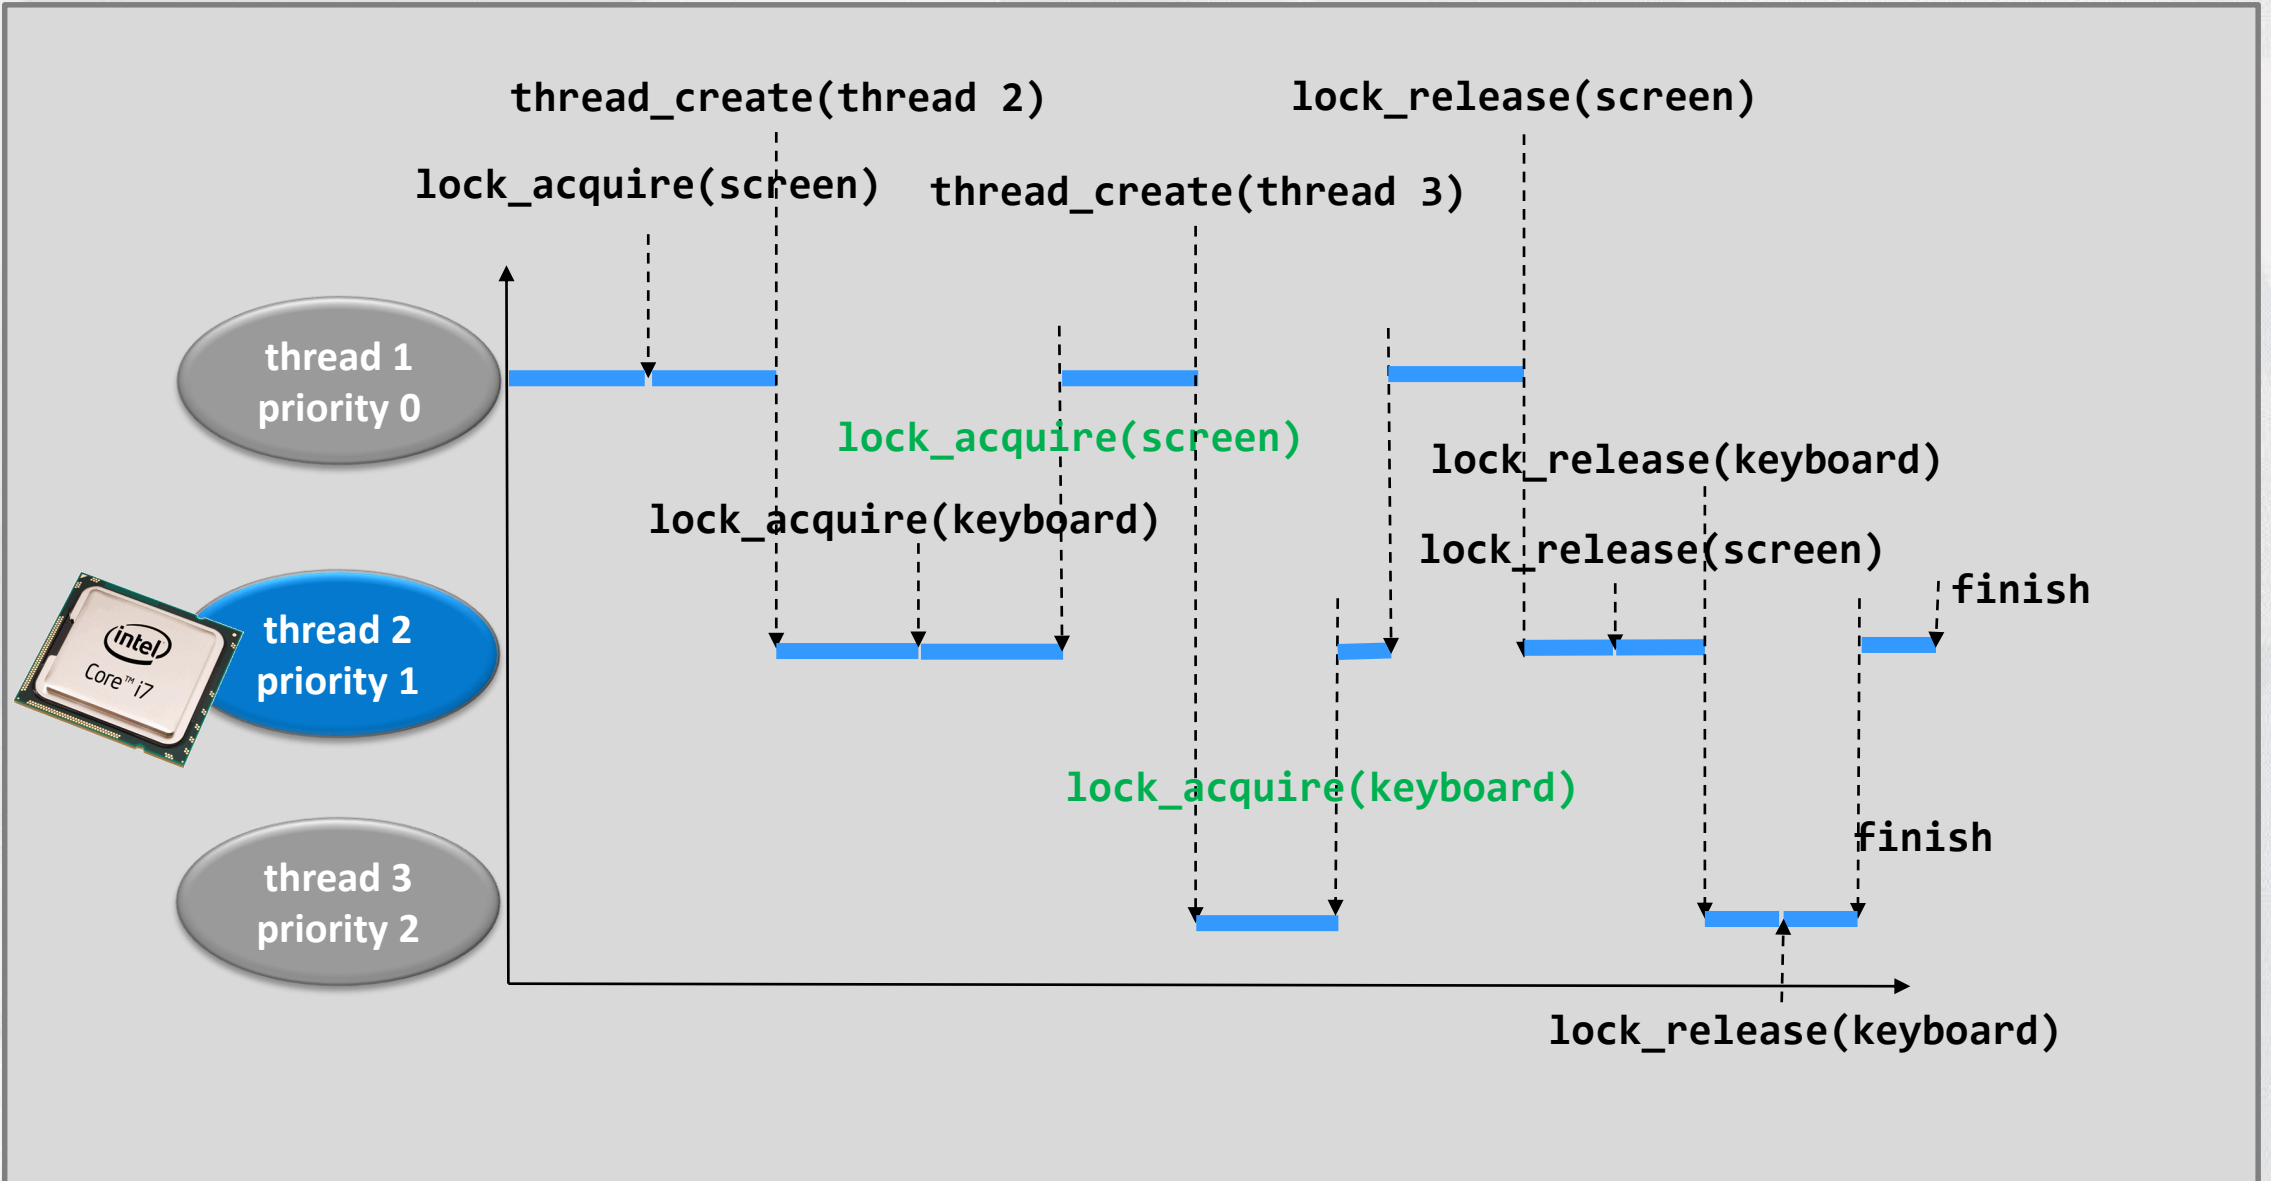 thread_create(thread 2)
lock_release(screen)
lock_acquire(screen)
thread_create(thread 3)
thread 1
priority 0
lock_acquire(screen)
lock_release(keyboard)
lock_acquire(keyboard)
lock_release(screen)
finish
thread 2
priority 1
intel
Core™ i7
lock_acquire(keyboard)
finish
thread 3
priority 2
lock_release(keyboard)